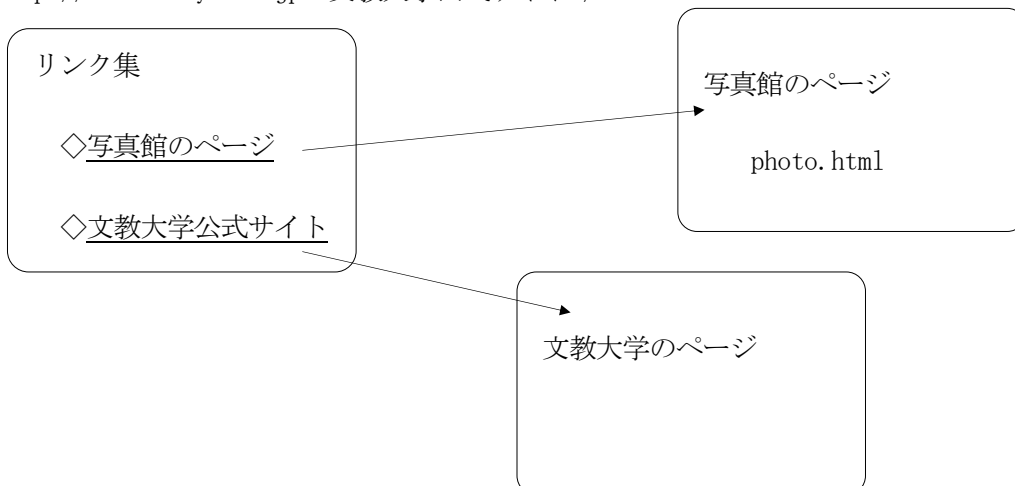 リンク集
◇写真館のページ
◇文教大学公式サイト
写真館のページ
photo.html
文教大学のページ